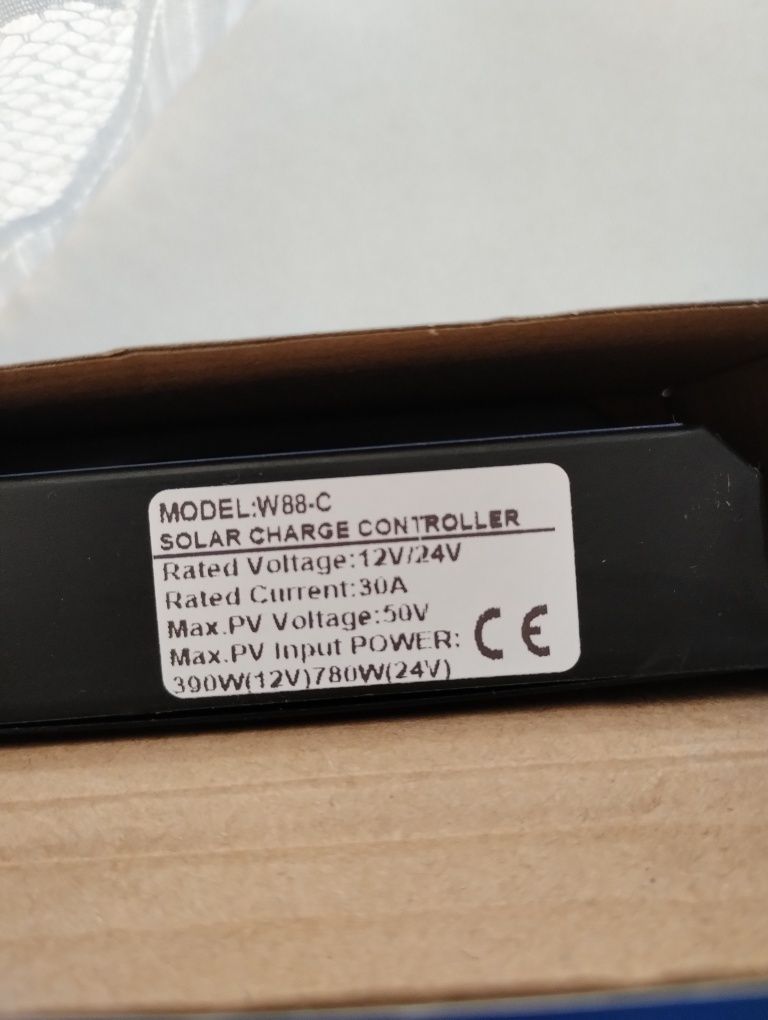 MODEL:W88-C
SOLAR CHARGE CONTROLLER
Rated Voltage:12V/24V
Rated Current:30A
Max.PV Voltage:50V
Max.PV Input POWER:
390W(12V)780W(24V)
CE